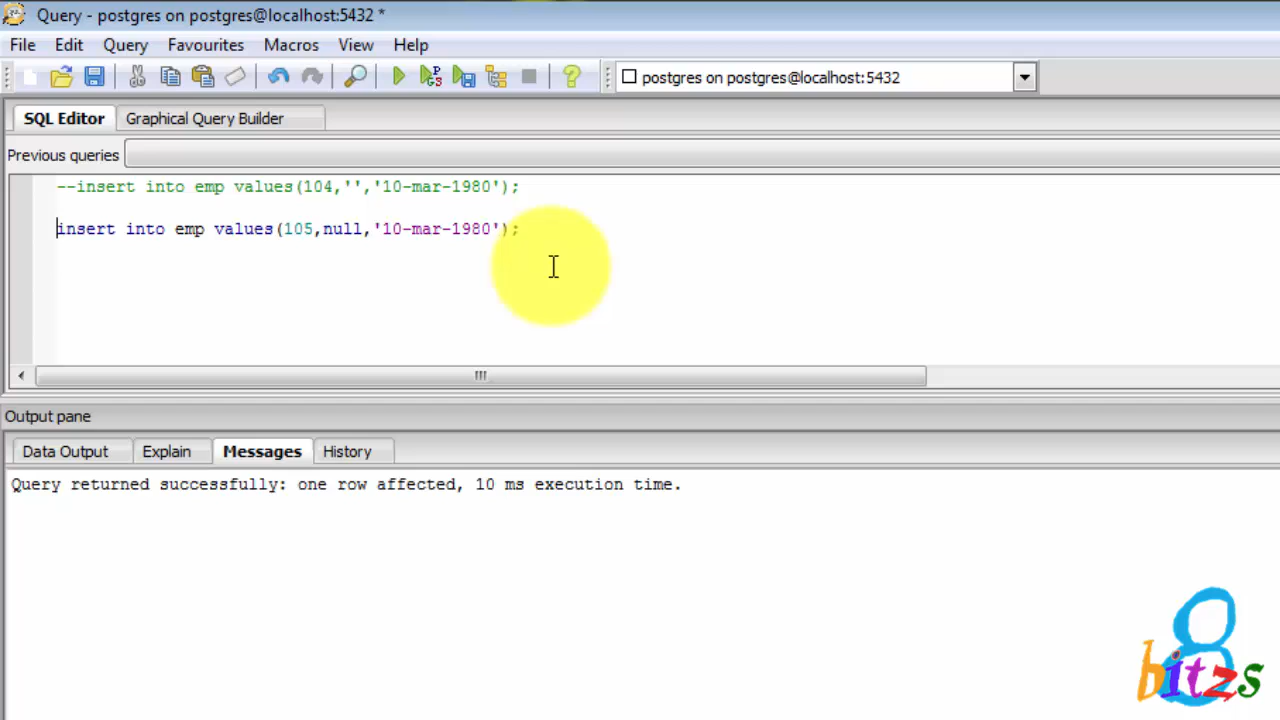 Query - postgres on postgres@localhost:5432 *
File Edit Query Favourites Macros View Help
postgres on postgres@localhost:5432
SQL Editor Graphical Query Builder
Previous queries
--insert into emp values(104,'','10-mar-1980');
insert into emp values(105,null,'10-mar-1980');
Output pane
Data Output Explain Messages History
Query returned successfully: one row affected, 10 ms execution time.
8
bitzs